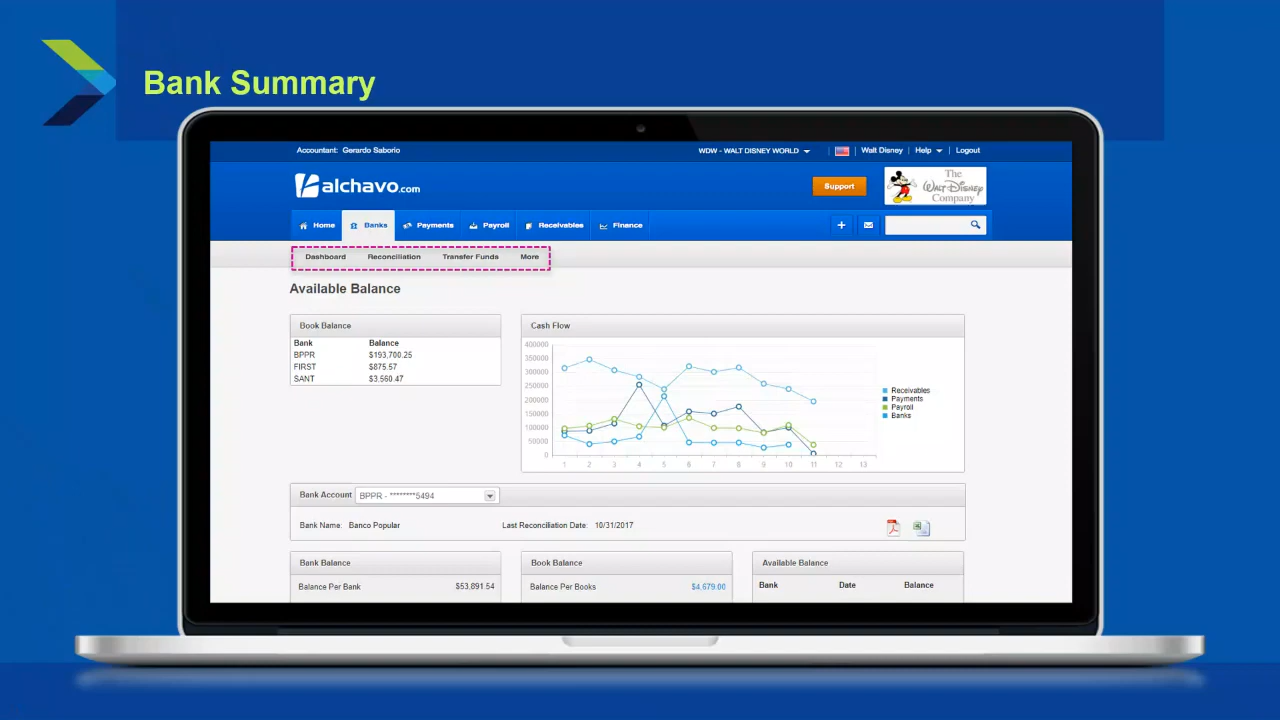 Bank Summary
Accountant: Gerardo Saborio
WDW - WALT DISNEY WORLD
Walt Disney
Help
Logout
alchavo.com
Support
The
Walt Disney
Company
Home
Banks
Payments
Payroll
Receivables
Finance
Dashboard
Reconciliation
Transfer Funds
More
Available Balance
Book Balance
Bank Balance
BPPR $193,700.25
FIRST $875.57
SANT $3,560.47
Cash Flow
400000
350000
300000
250000
200000
150000
100000
50000
0
1 2 3 4 5 6 7 8 9 10 11 12 13
Receivables
Payments
Payroll
Banks
Bank Account BPPR - ********5494
Bank Name: Banco Popular
Last Reconciliation Date: 10/31/2017
Bank Balance
Balance Per Bank $53,891.54
Book Balance
Balance Per Books $4,679.00
Available Balance
Bank Date Balance